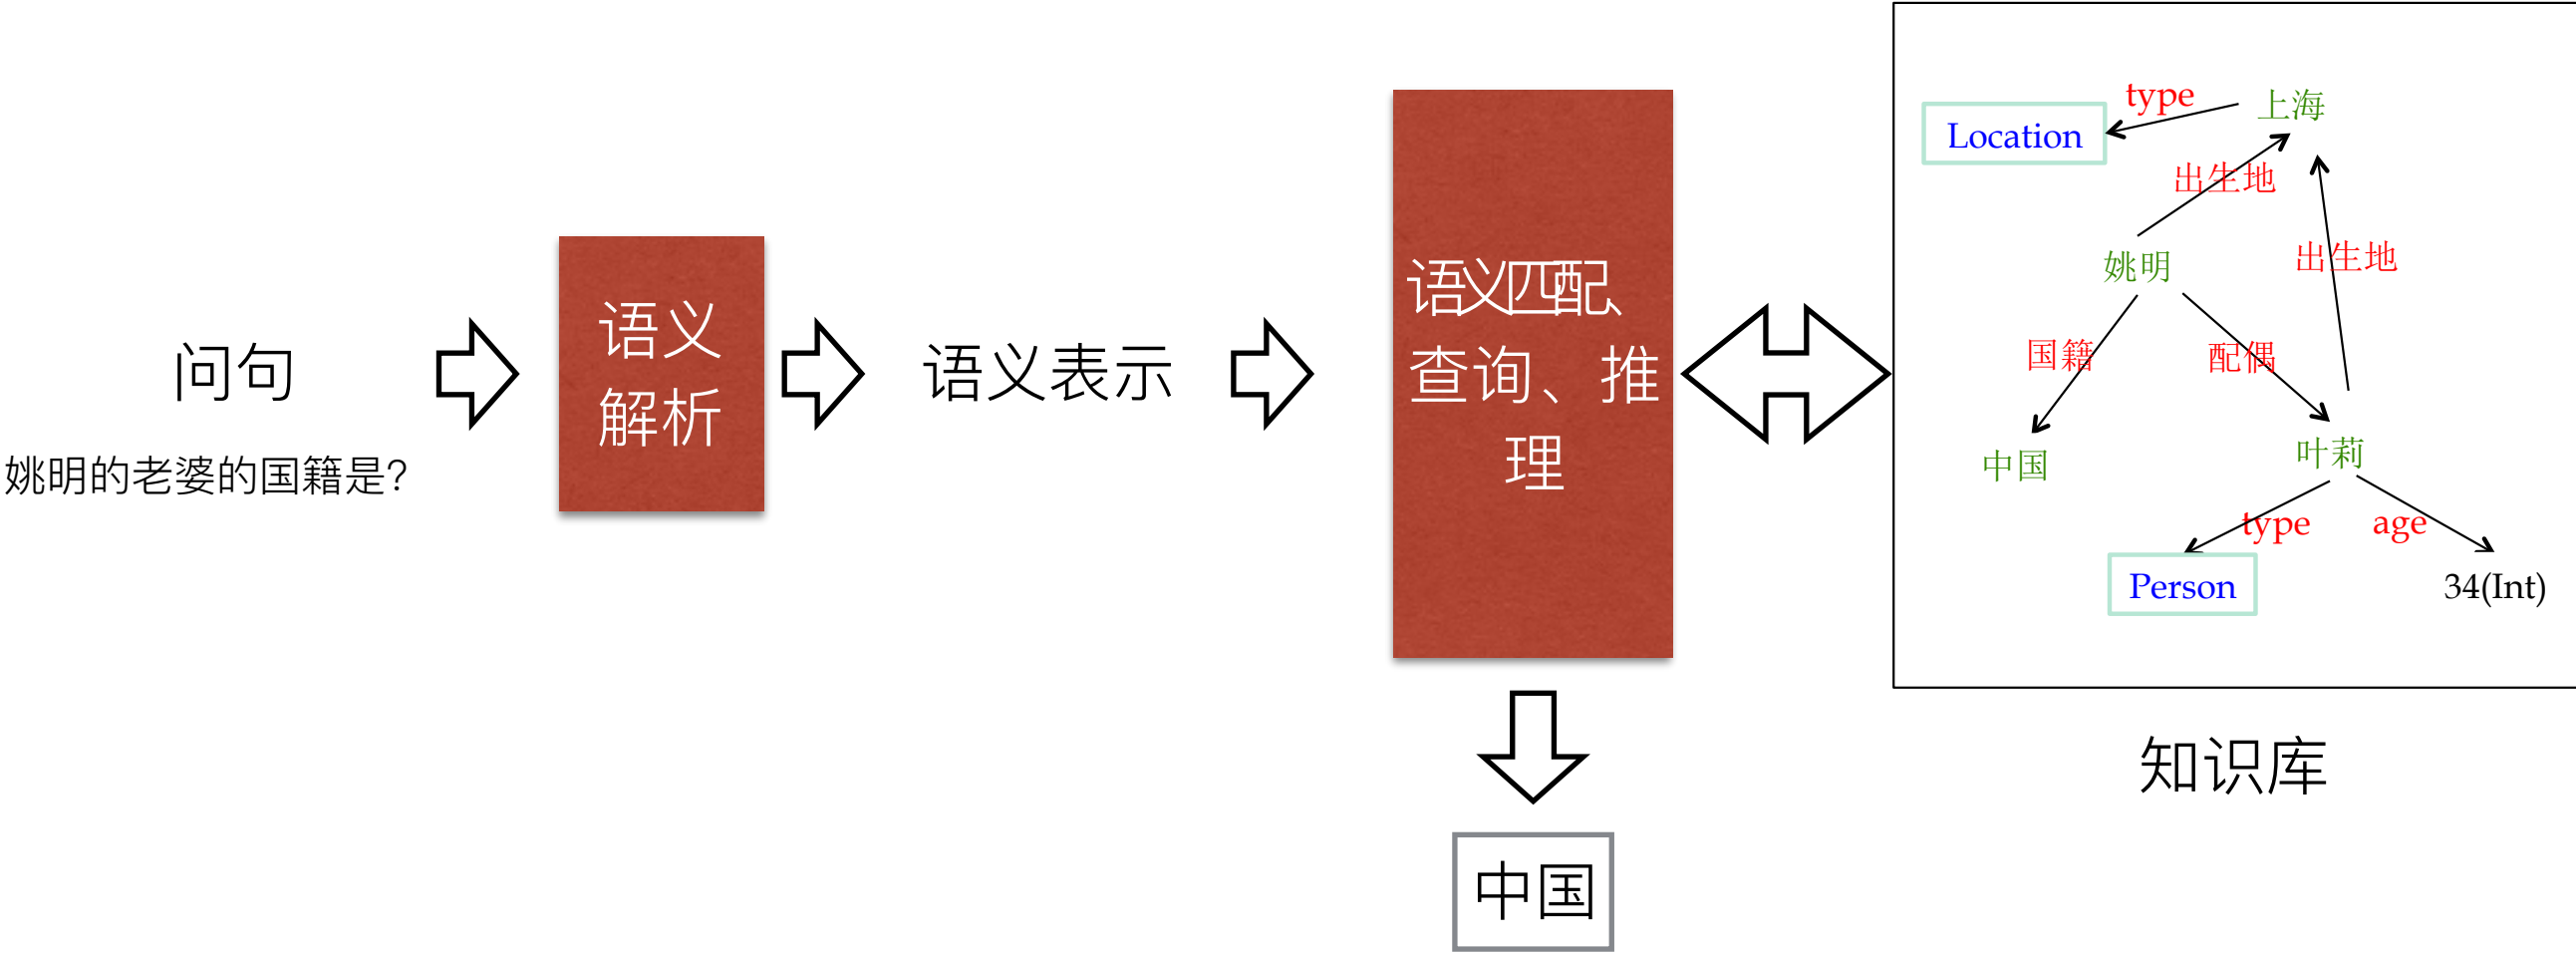 问句
姚明的老婆的国籍是?
语义
解析
语义表示
语义匹配、
查询、推
理
中国
type
上海
Location
出生地
姚明
出生地
国籍
配偶
中国
叶莉
type
age
Person
34(Int)
知识库